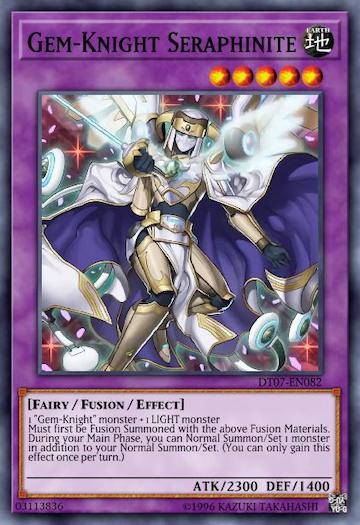 GEM-KNIGHT SERAPHINITE
EARTH
地
DT07-EN082
[FAIRY / FUSION / EFFECT]
1 "Gem-Knight" monster + 1 LIGHT monster
Must first be Fusion Summoned with the above Fusion Materials.
During your Main Phase, you can Normal Summon/Set 1 monster
in addition to your Normal Summon/Set. (You can only gain this
effect once per turn.)
ATK/2300 DEF/1400
03113836
©1996 KAZUKI TAKAHASHI